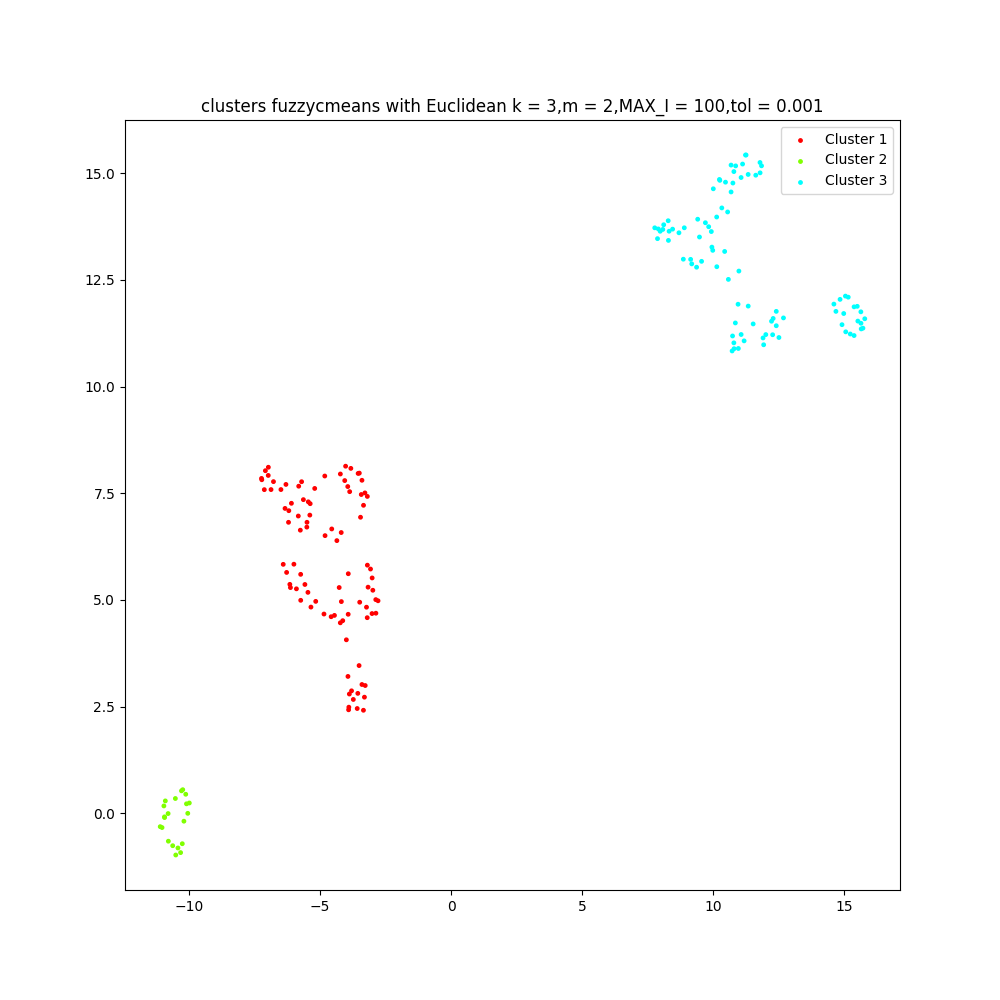 clusters fuzzycmeans with Euclidean k = 3,m = 2,MAX_I = 100,tol = 0.001
Cluster 1
Cluster 2
Cluster 3
15.0
12.5
10.0
7.5
5.0
2.5
0.0
−10 −5 0 5 10 15